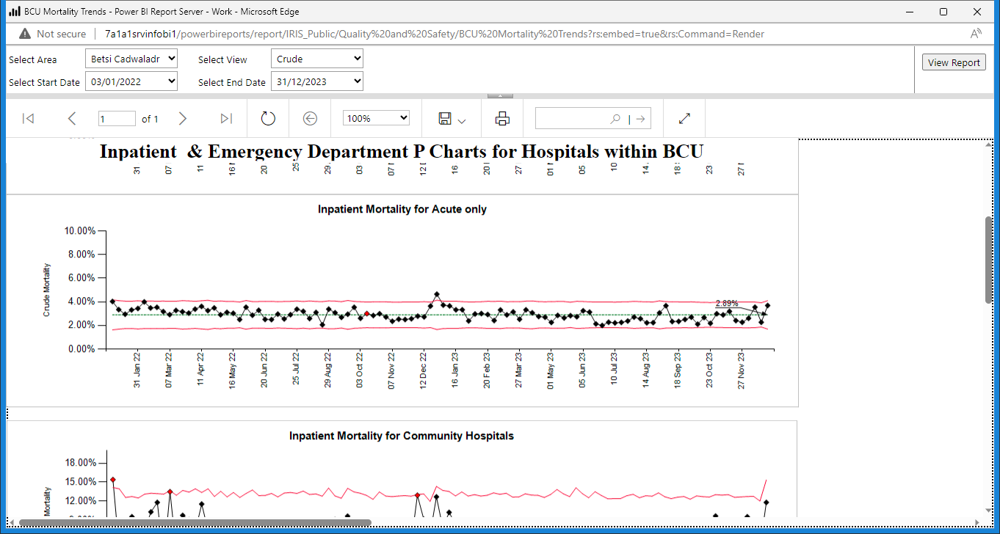 BCU Mortality Trends - Power BI Report Server - Work - Microsoft Edge
Not secure | 7a1a1srvinfobi1/powerbireports/report/IRIS_Public/Quality%20and%20Safety/BCU%20Mortality%20Trends?rs:embed=true&rs:Command=Render
Select Area Betsi Cadwaladr Select View Crude
View Report
Select Start Date 03/01/2022 Select End Date 31/12/2023
1 of 1 100%
Inpatient & Emergency Department P Charts for Hospitals within BCU
31 07 11 16 25 29. 03 07 12 16 20 27 01 05 10 14. 18 23 27
Inpatient Mortality for Acute only
10.00%
8.00%
6.00%
4.00%
2.00%
0.00%
Crude Mortality
2.89%
31 Jan 22
07 Mar 22
11 Apr 22
16 May 22
20 Jun 22
25 Jul 22
29 Aug 22
03 Oct 22
07 Nov 22
12 Dec 22
16 Jan 23
20 Feb 23
27 Mar 23
01 May 23
05 Jun 23
10 Jul 23
14 Aug 23
18 Sep 23
23 Oct 23
27 Nov 23
Inpatient Mortality for Community Hospitals
18.00%
15.00%
12.00%
Mortality